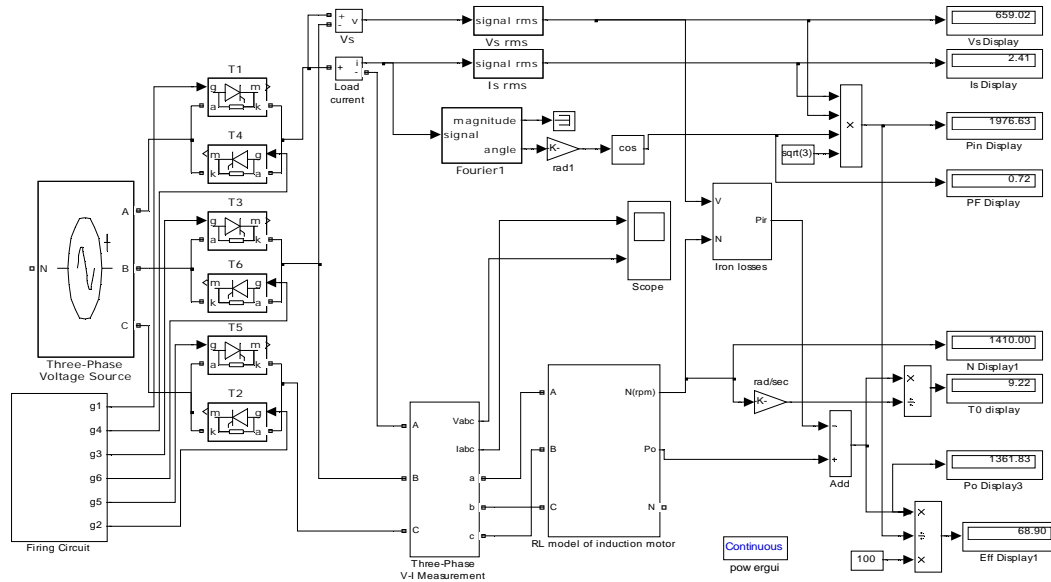 Three-Phase
Voltage Source
N
A
B
C
Firing Circuit
g1
g4
g3
g6
g5
g2
T1
g m
a k
T4
m g
k a
T3
g m
a k
T6
m g
k a
T5
g m
a k
T2
m g
k a
+
-
v
Vs
+
i
-
Load
current
signal rms
Vs rms
signal rms
Is rms
magnitude
signal
angle
Fourier1
K-
rad1
cos
sqrt(3)
×
659.02
Vs Display
2.41
Is Display
1976.63
Pin Display
0.72
PF Display
V
N
Pir
Iron losses
Scope
A
B
C
Vabc
Iabc
a
b
c
Three-Phase
V-I Measurement
A
B
C
N(rpm)
Po
N
RL model of induction motor
rad/sec
K-
-
+
Add
×
÷
1410.00
N Display1
9.22
T0 display
1361.83
Po Display3
×
÷
×
100
68.90
Eff Display1
Continuous
pow ergui